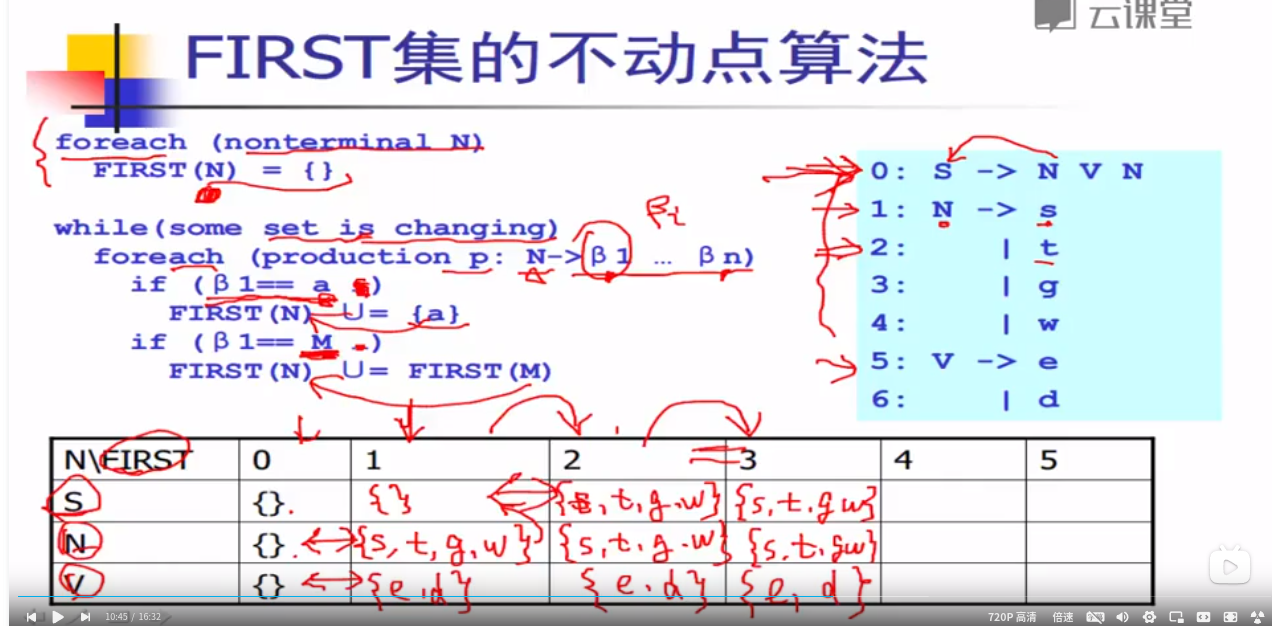 云课堂
FIRST集的不动点算法
foreach (nonterminal N)
FIRST(N) = {}
while(some set is changing)
foreach (production p: N->β1 … βn)
if (β1== a …)
FIRST(N) ∪= {a}
if (β1== M …)
FIRST(N) ∪= FIRST(M)
βi
0: S -> N V N
1: N -> s
2: | t
3: | g
4: | w
5: V -> e
6: | d
N\FIRST 0 1 2 3 4 5
S {} {} {s,t,g.w} {s,t.g w}
N {} {s,t,g,w} {s,t.g.w} {s.t.gw}
V {} {e,d} {e.d} {e,d}
10:45 / 16:32
720P 高清 倍速